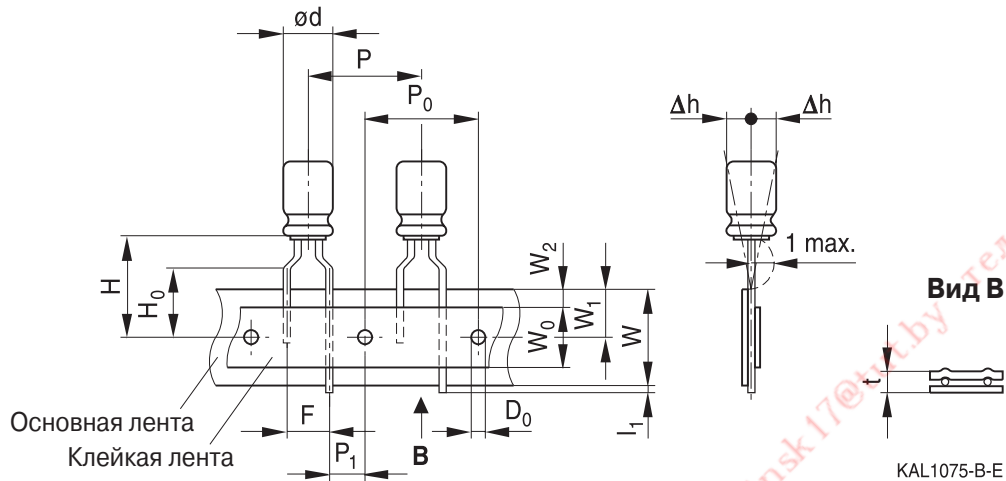 ød
P
P₀
Δh Δh
1 max.
H
H₀
W₂
W₁
W₀
W
Вид B
t
Основная лента
Клейкая лента
F
P₁
B
D₀
l₁
KAL1075-B-E